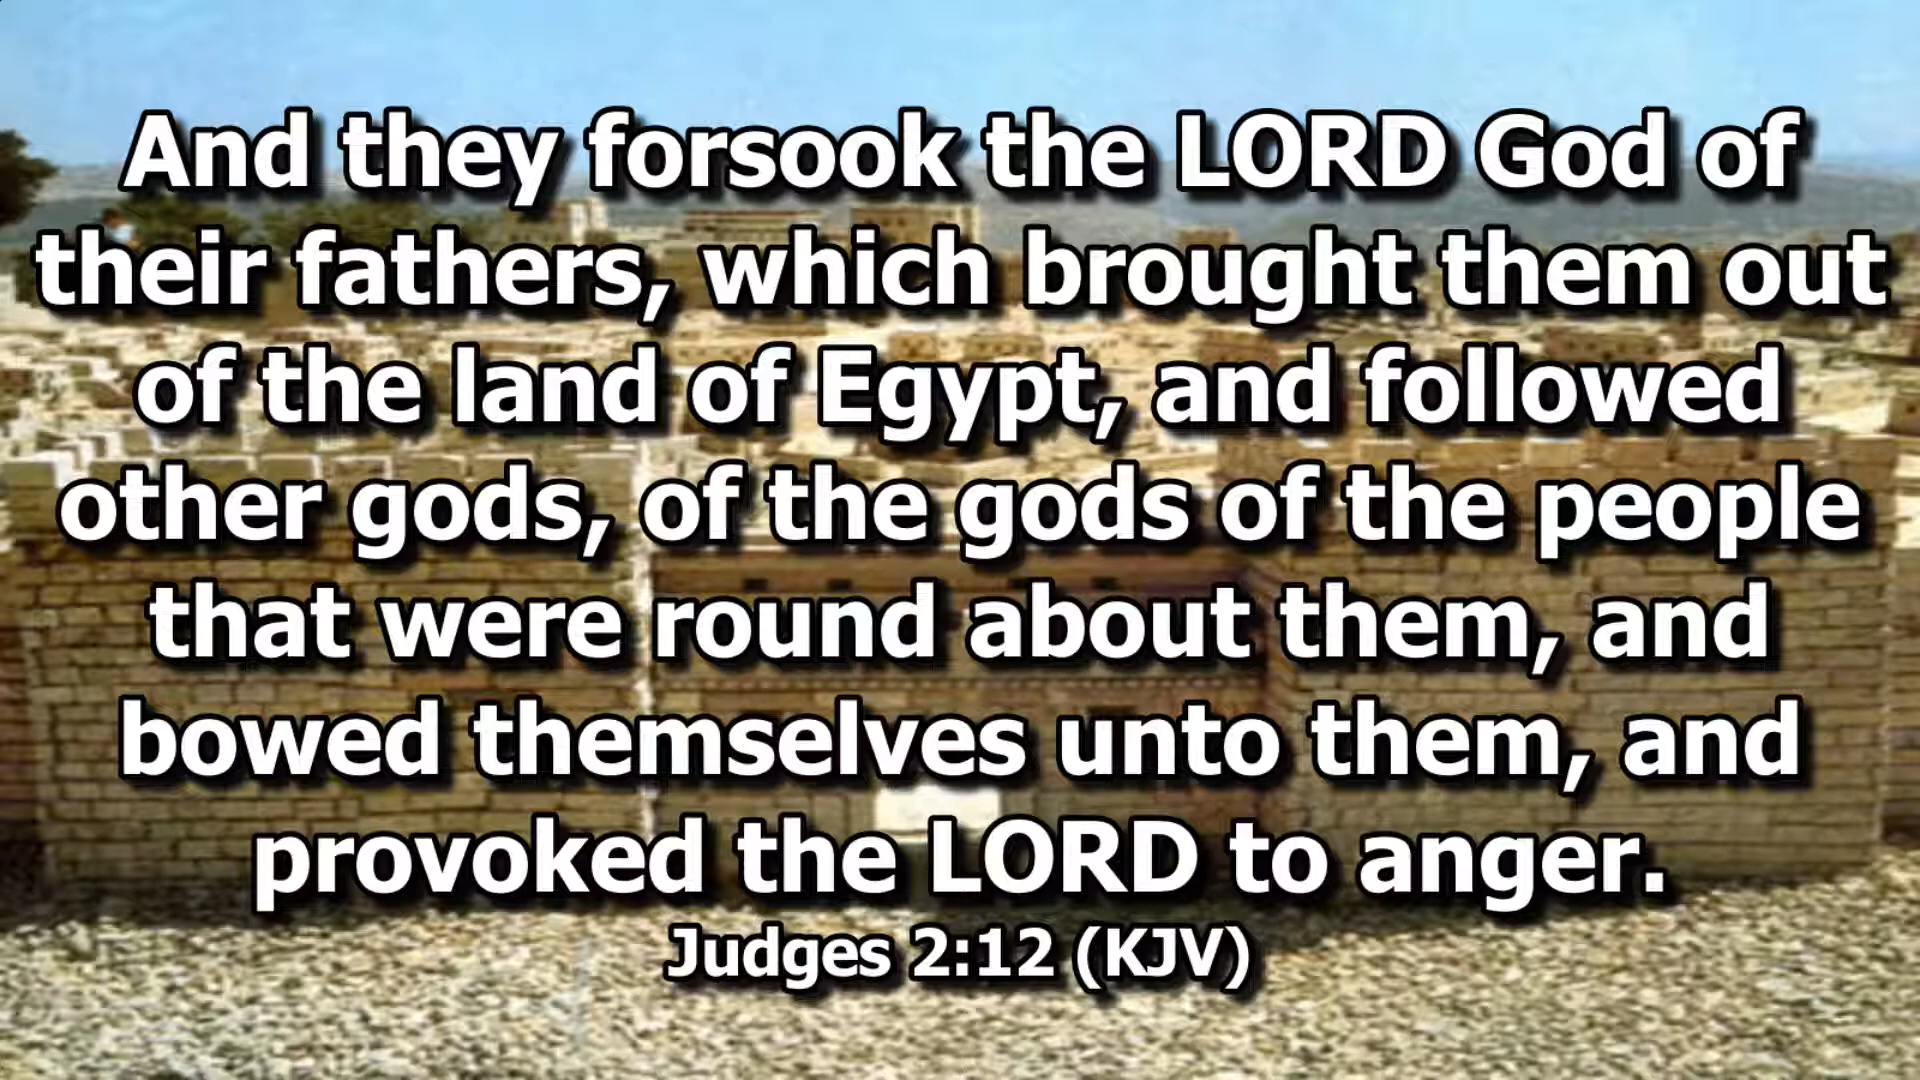 And they forsook the LORD God of
their fathers, which brought them out
of the land of Egypt, and followed
other gods, of the gods of the people
that were round about them, and
bowed themselves unto them, and
provoked the LORD to anger.
Judges 2:12 (KJV)